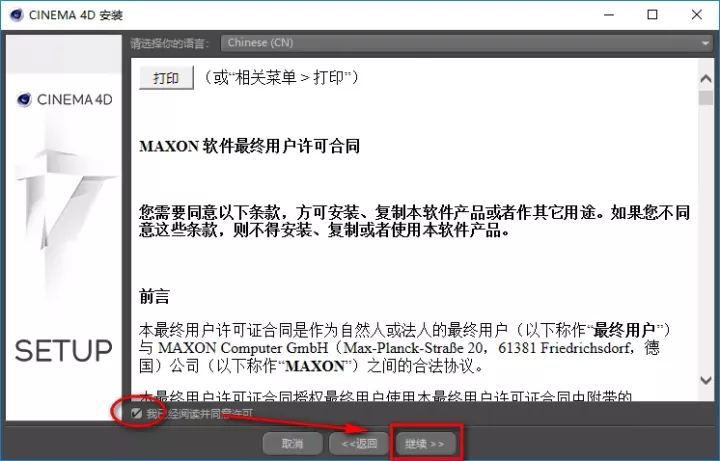 CINEMA 4D 安装
请选择你的语言: Chinese (CN)
CINEMA 4D
打印 （或“相关菜单 > 打印”）
MAXON 软件最终用户许可合同
您需要同意以下条款，方可安装、复制本软件产品或者作其它用途。如果您不同
意这些条款，则不得安装、复制或者使用本软件产品。
前言
本最终用户许可证合同是作为自然人或法人的最终用户（以下称作“最终用户”）
与 MAXON Computer GmbH（Max-Planck-Straße 20，61381 Friedrichsdorf，德
国）公司（以下称作“MAXON”）之间的合法协议。
本最终用户许可证合同授权最终用户使用本最终用户许可证合同中附带的
SETUP
我已经阅读并同意许可
取消 <<返回 继续 >>